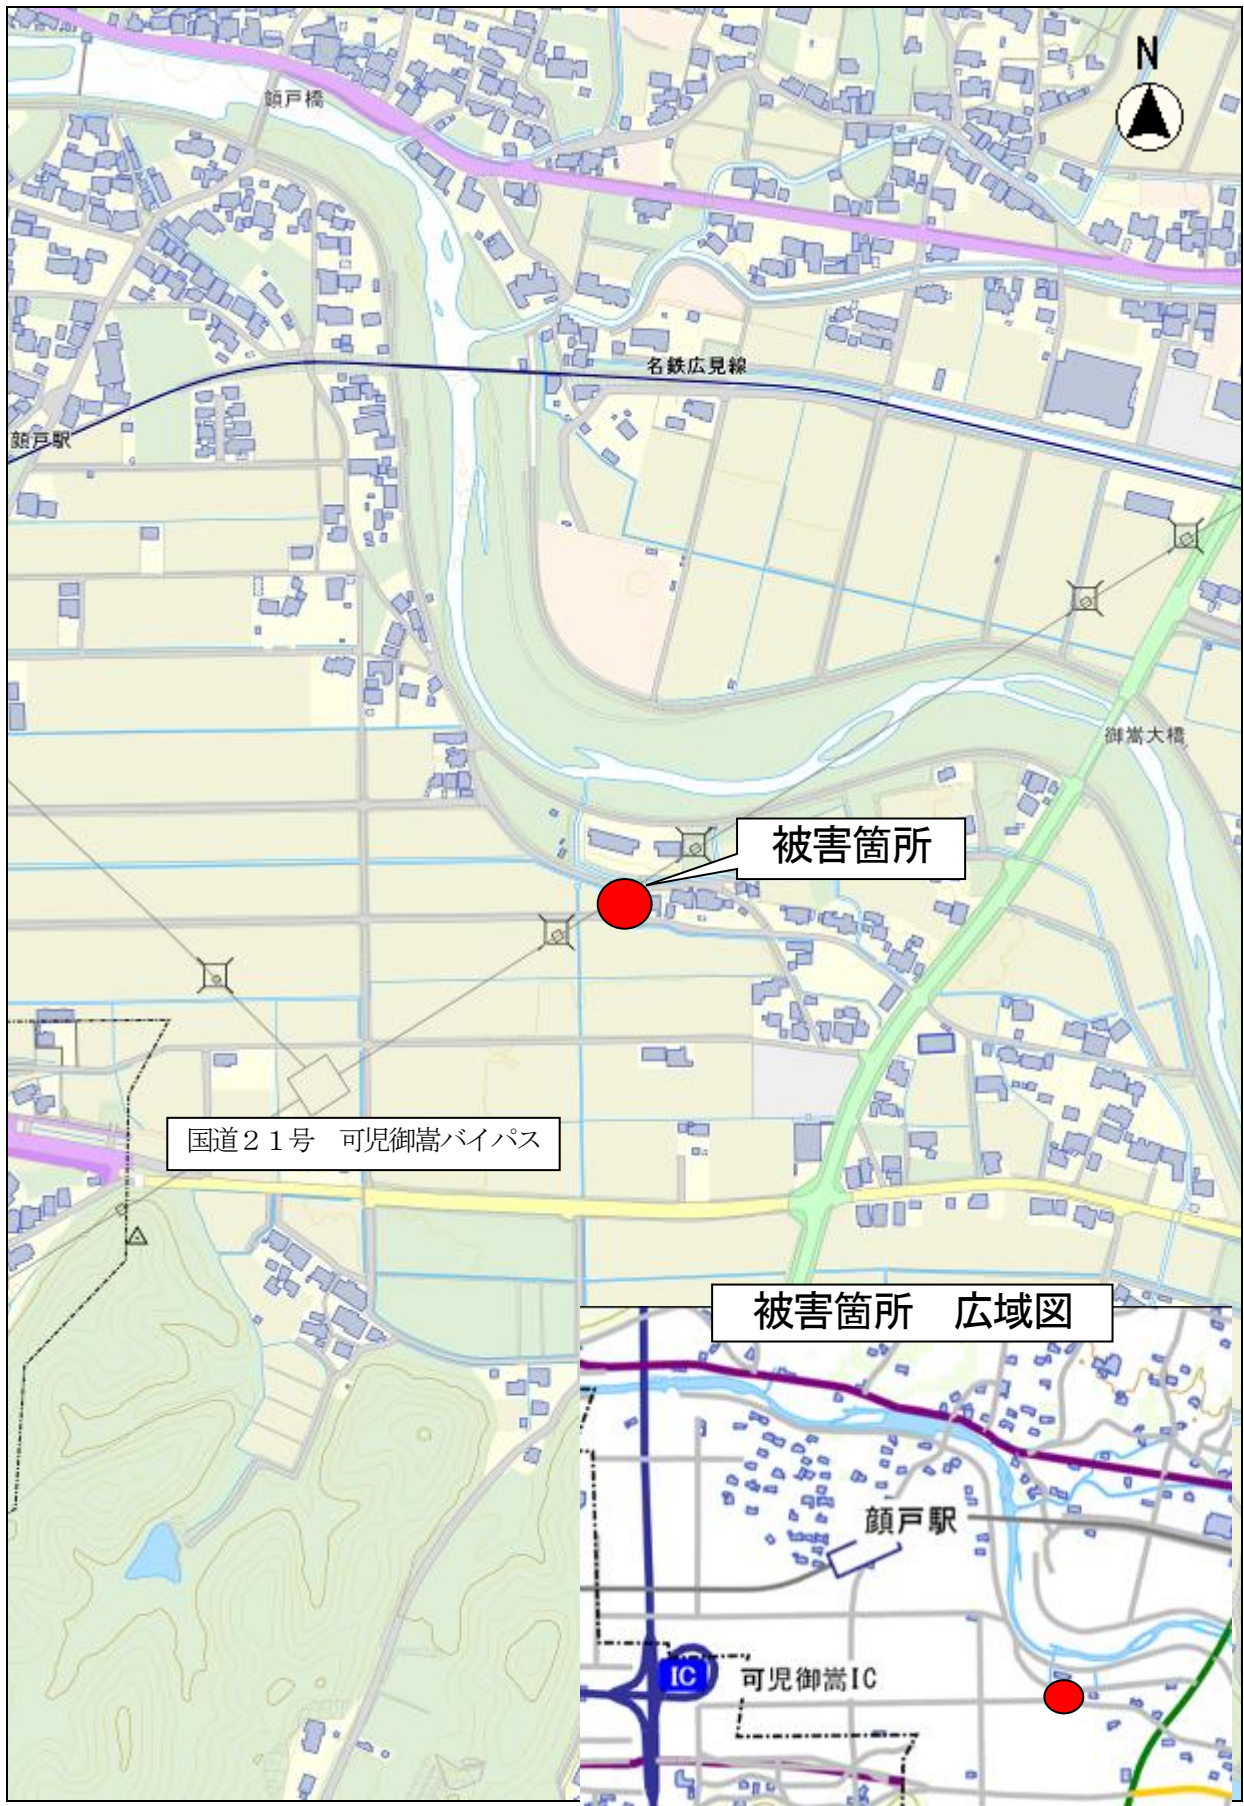 N
顔戸橋
名鉄広見線
顔戸駅
御嵩大橋
被害箇所
国道２１号　可児御嵩バイパス
被害箇所　広域図
顔戸駅
IC
可児御嵩IC